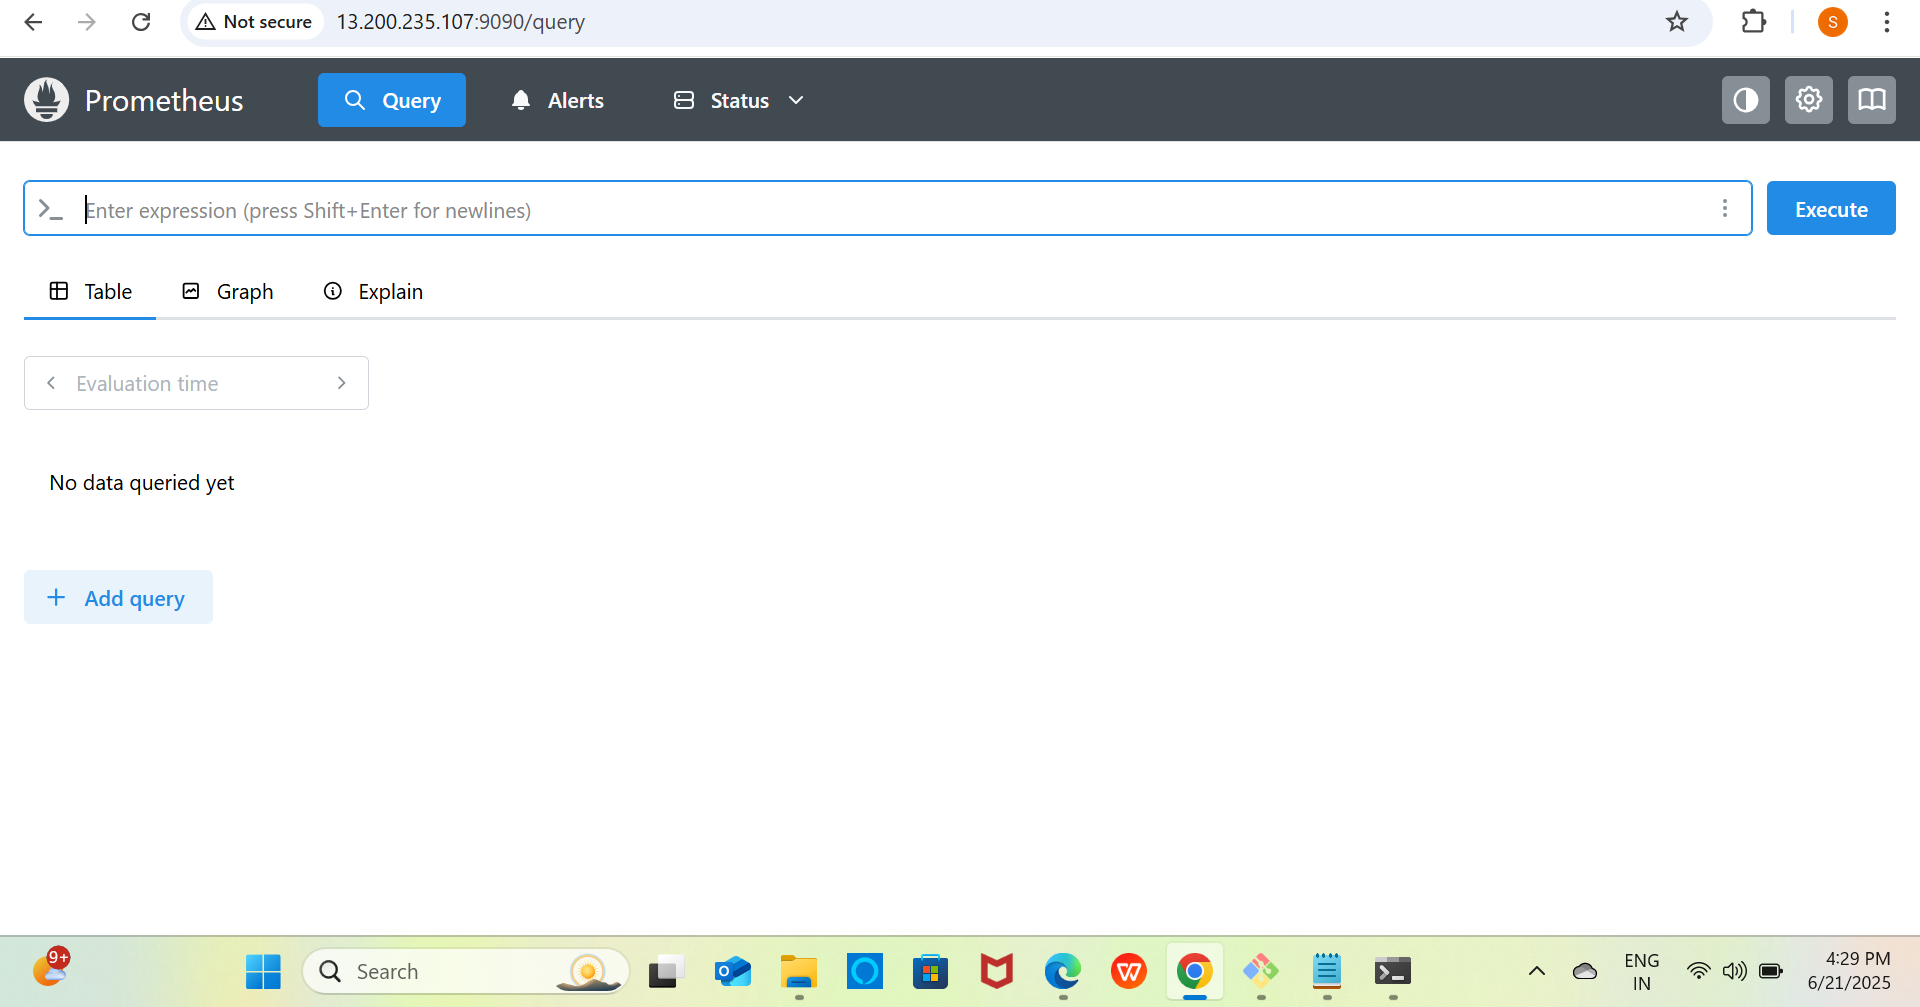 Not secure 13.200.235.107:9090/query S
Prometheus Query Alerts Status
Enter expression (press Shift+Enter for newlines) Execute
Table Graph Explain
Evaluation time
No data queried yet
Add query
9+ Search ENG IN 4:29 PM
6/21/2025